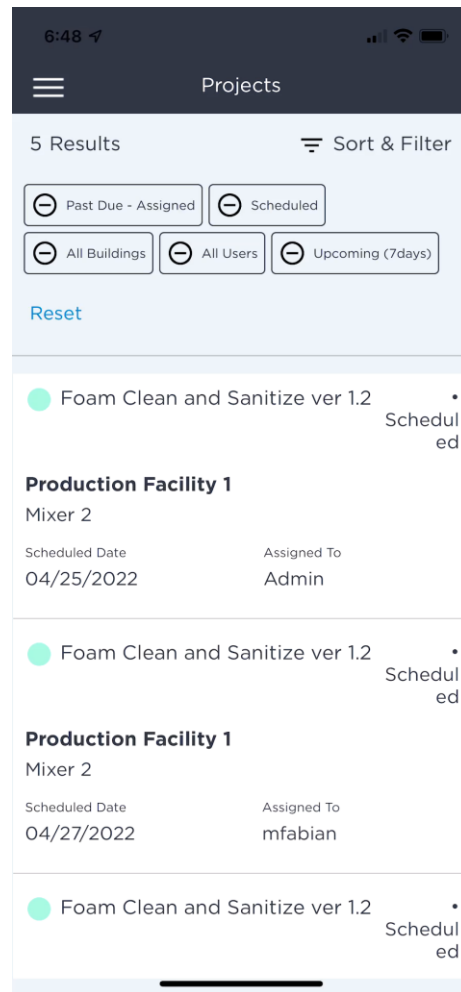 6:48
Projects
5 Results
Sort & Filter
Past Due - Assigned
Scheduled
All Buildings
All Users
Upcoming (7days)
Reset
Foam Clean and Sanitize ver 1.2
•
Schedul
ed
Production Facility 1
Mixer 2
Scheduled Date
Assigned To
04/25/2022
Admin
Foam Clean and Sanitize ver 1.2
•
Schedul
ed
Production Facility 1
Mixer 2
Scheduled Date
Assigned To
04/27/2022
mfabian
Foam Clean and Sanitize ver 1.2
•
Schedul
ed